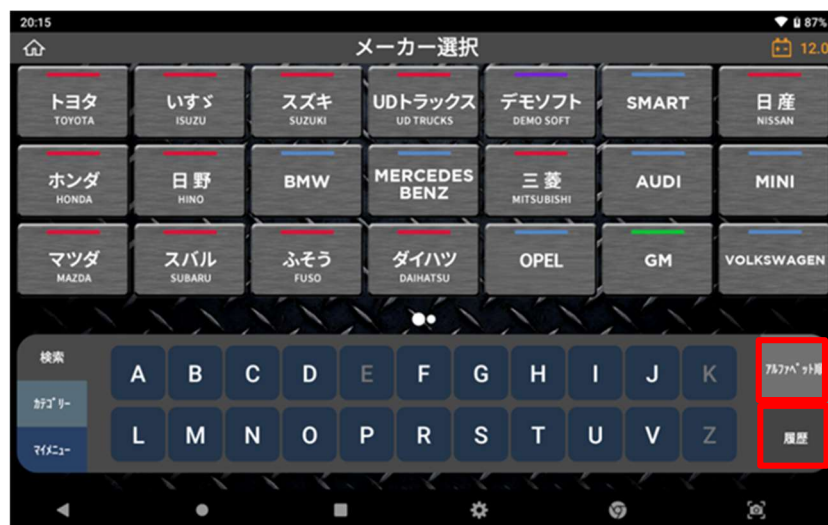 20:15 87%
メーカー選択 12.0
トヨタ いすゞ スズキ UDトラックス デモソフト SMART 日産
TOYOTA ISUZU SUZUKI UD TRUCKS DEMO SOFT NISSAN
ホンダ 日野 BMW MERCEDES BENZ 三菱 AUDI MINI
HONDA HINO MITSUBISHI
マツダ スバル ふそう ダイハツ OPEL GM VOLKSWAGEN
MAZDA SUBARU FUSO DAIHATSU
検索
A B C D E F G H I J K
ｱﾙﾌｧﾍﾞｯﾄ順
ｶﾃｺﾞﾘｰ
L M N O P R S T U V Z
履歴
ﾏｲﾒﾆｭｰ